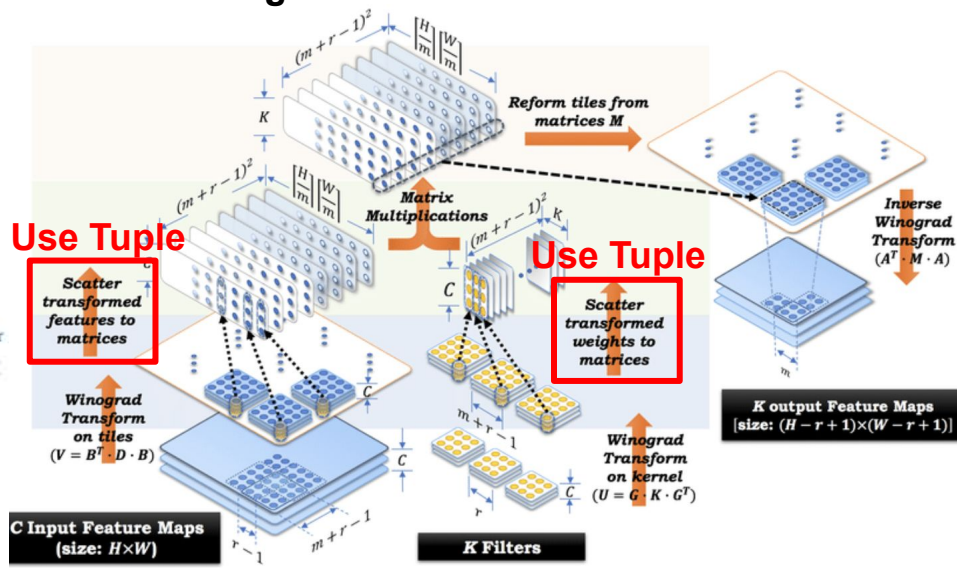 (m + r − 1)²
⌈H/m⌉⌈W/m⌉
K
Reform tiles from
matrices M
(m + r − 1)²
⌈H/m⌉⌈W/m⌉
Matrix
Multiplications
(m + r − 1)²
K
C
Use Tuple
Scatter
transformed
features to
matrices
Use Tuple
Scatter
transformed
weights to
matrices
Inverse
Winograd
Transform
(Aᵀ · M · A)
m
Winograd
Transform
on tiles
(V = Bᵀ · D · B)
C
C
m + r − 1
r
C
Winograd
Transform
on kernel
(U = G · K · Gᵀ)
K output Feature Maps
[size: (H − r + 1)×(W − r + 1)]
C Input Feature Maps
(size: H×W)
r − 1
m + r − 1
K Filters